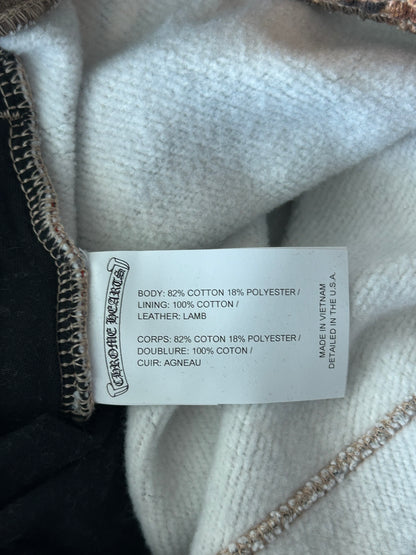 CHROME HEARTS
BODY: 82% COTTON 18% POLYESTER /
LINING: 100% COTTON /
LEATHER: LAMB
CORPS: 82% COTON 18% POLYESTER /
DOUBLURE: 100% COTON /
CUIR: AGNEAU
MADE IN VIETNAM
DETAILED IN THE U.S.A.